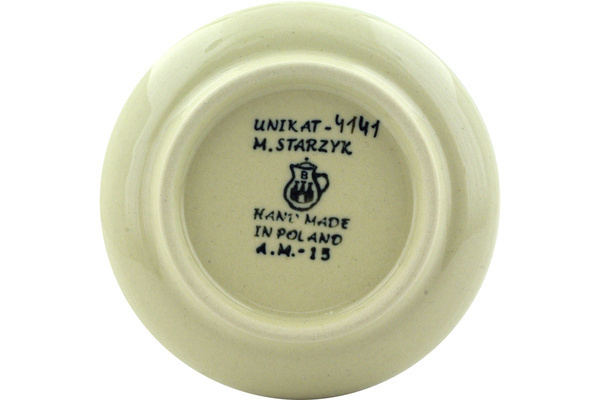 UNIKAT-4141
M. STARZYK
B
HAND MADE
IN POLAND
A.M.-15